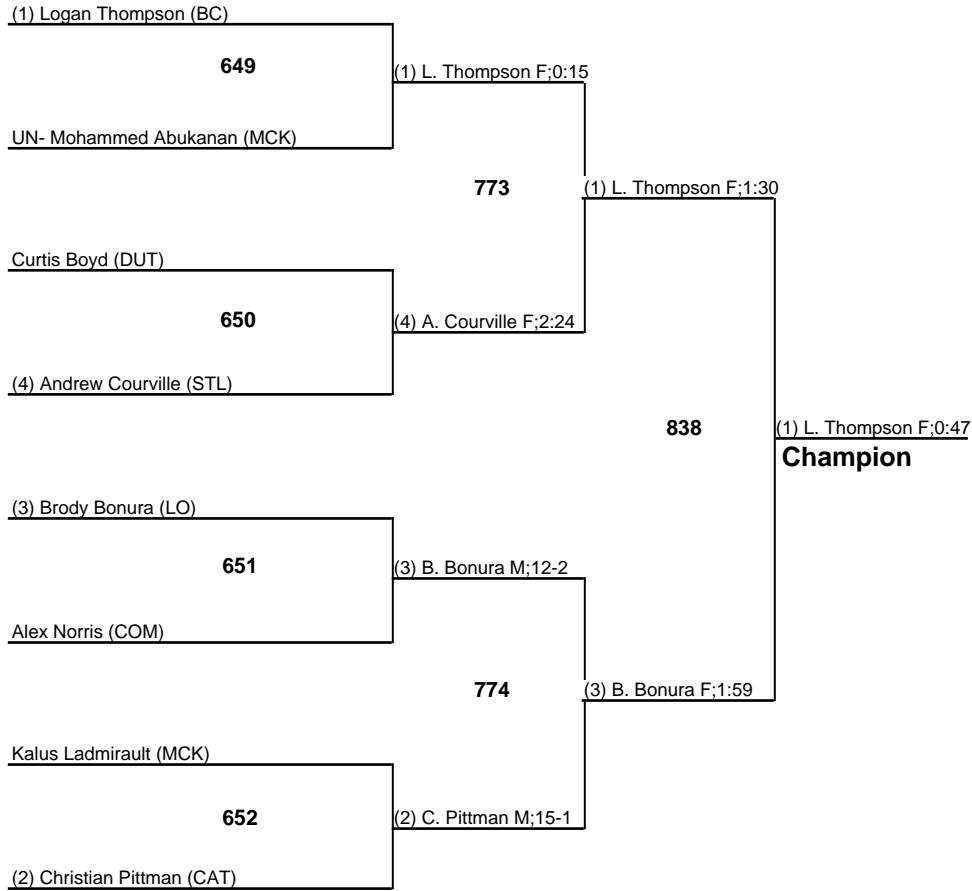 (1) Logan Thompson (BC)
649
(1) L. Thompson F;0:15
UN- Mohammed Abukanan (MCK)
773
(1) L. Thompson F;1:30
Curtis Boyd (DUT)
650
(4) A. Courville F;2:24
(4) Andrew Courville (STL)
838
(1) L. Thompson F;0:47
Champion
(3) Brody Bonura (LO)
651
(3) B. Bonura M;12-2
Alex Norris (COM)
774
(3) B. Bonura F;1:59
Kalus Ladmirault (MCK)
652
(2) C. Pittman M;15-1
(2) Christian Pittman (CAT)